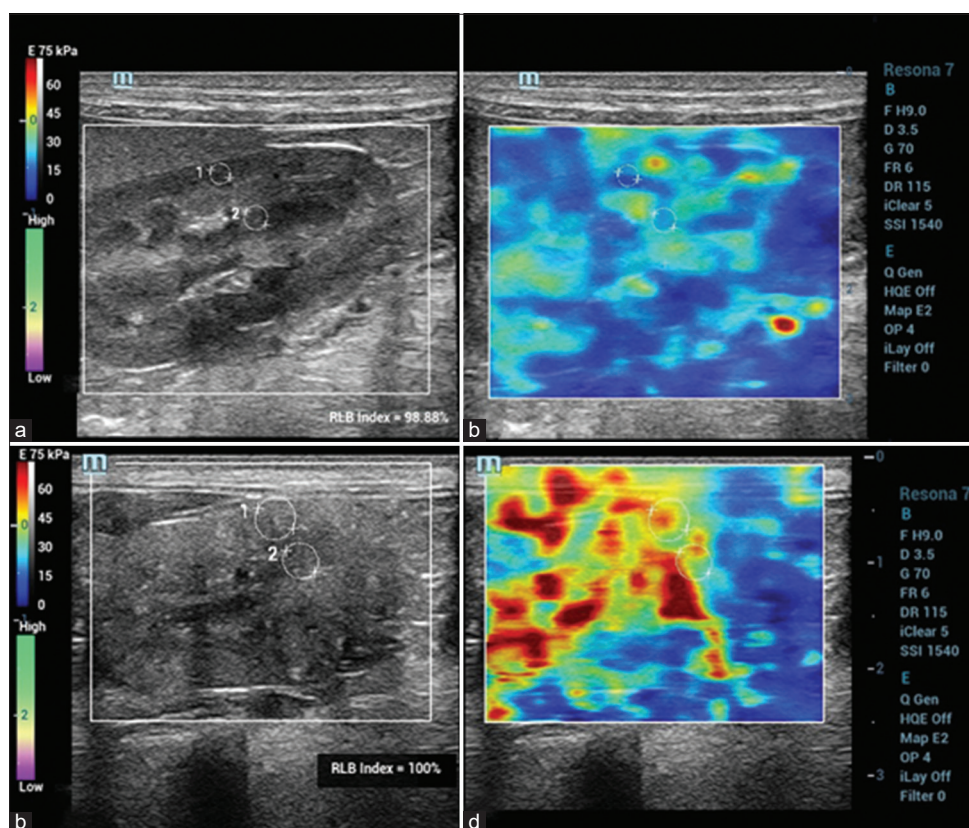 E 75 kPa
60
45
30
15
0
High
2
Low
m
1
2
RLB Index = 98.88%
a
m
b
Resona 7
B
F H9.0
D 3.5
G 70
FR 6
DR 115
iClear 5
SSI 1540
E
Q Gen
HQE Off
Map E2
OP 4
iLay Off
Filter 0
E 75 kPa
60
45
30
15
0
High
2
Low
m
1
2
RLB Index = 100%
b
m
d
0
1
2
3
Resona 7
B
F H9.0
D 3.5
G 70
FR 6
DR 115
iClear 5
SSI 1540
E
Q Gen
HQE Off
Map E2
OP 4
iLay Off
Filter 0